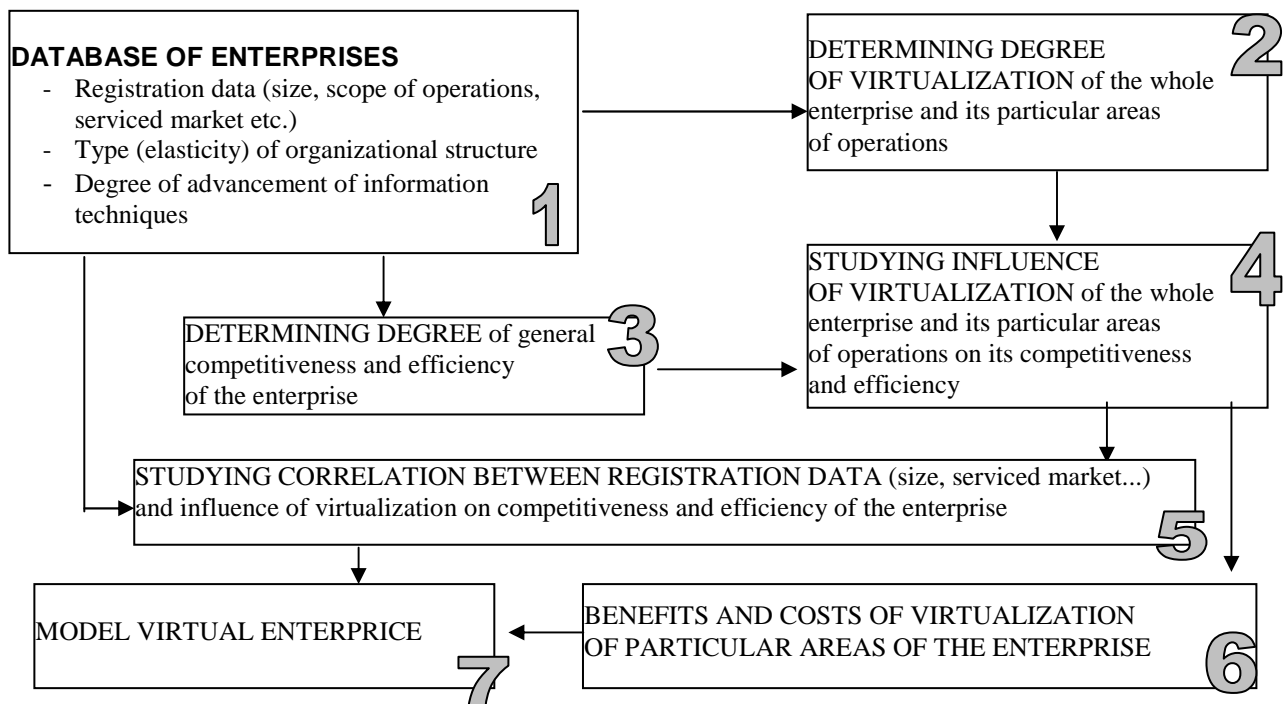 DATABASE OF ENTERPRISES
- Registration data (size, scope of operations,
serviced market etc.)
- Type (elasticity) of organizational structure
- Degree of advancement of information
techniques
1
DETERMINING DEGREE
OF VIRTUALIZATION of the whole
enterprise and its particular areas
of operations
2
DETERMINING DEGREE of general
competitiveness and efficiency
of the enterprise
3
STUDYING INFLUENCE
OF VIRTUALIZATION of the whole
enterprise and its particular areas
of operations on its competitiveness
and efficiency
4
STUDYING CORRELATION BETWEEN REGISTRATION DATA (size, serviced market...)
and influence of virtualization on competitiveness and efficiency of the enterprise
5
BENEFITS AND COSTS OF VIRTUALIZATION
OF PARTICULAR AREAS OF THE ENTERPRISE
6
MODEL VIRTUAL ENTERPRICE
7